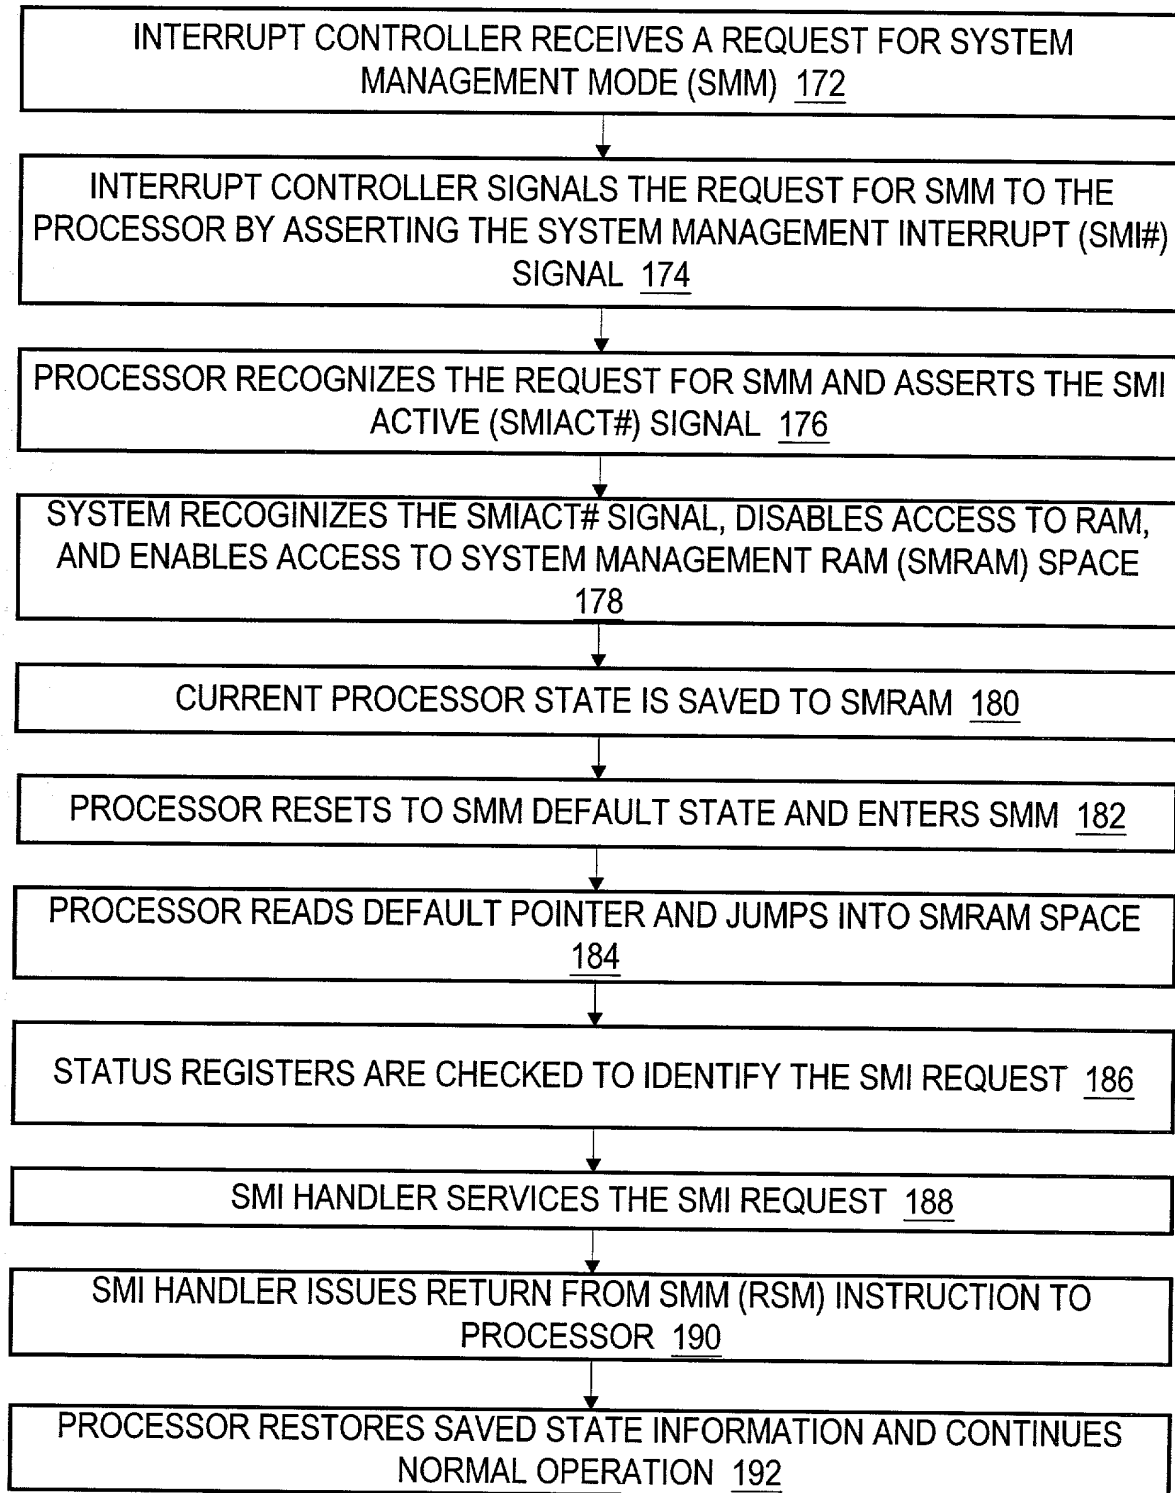 INTERRUPT CONTROLLER RECEIVES A REQUEST FOR SYSTEM
MANAGEMENT MODE (SMM) 172
INTERRUPT CONTROLLER SIGNALS THE REQUEST FOR SMM TO THE
PROCESSOR BY ASSERTING THE SYSTEM MANAGEMENT INTERRUPT (SMI#)
SIGNAL 174
PROCESSOR RECOGNIZES THE REQUEST FOR SMM AND ASSERTS THE SMI
ACTIVE (SMIACT#) SIGNAL 176
SYSTEM RECOGINIZES THE SMIACT# SIGNAL, DISABLES ACCESS TO RAM,
AND ENABLES ACCESS TO SYSTEM MANAGEMENT RAM (SMRAM) SPACE
178
CURRENT PROCESSOR STATE IS SAVED TO SMRAM 180
PROCESSOR RESETS TO SMM DEFAULT STATE AND ENTERS SMM 182
PROCESSOR READS DEFAULT POINTER AND JUMPS INTO SMRAM SPACE
184
STATUS REGISTERS ARE CHECKED TO IDENTIFY THE SMI REQUEST 186
SMI HANDLER SERVICES THE SMI REQUEST 188
SMI HANDLER ISSUES RETURN FROM SMM (RSM) INSTRUCTION TO
PROCESSOR 190
PROCESSOR RESTORES SAVED STATE INFORMATION AND CONTINUES
NORMAL OPERATION 192